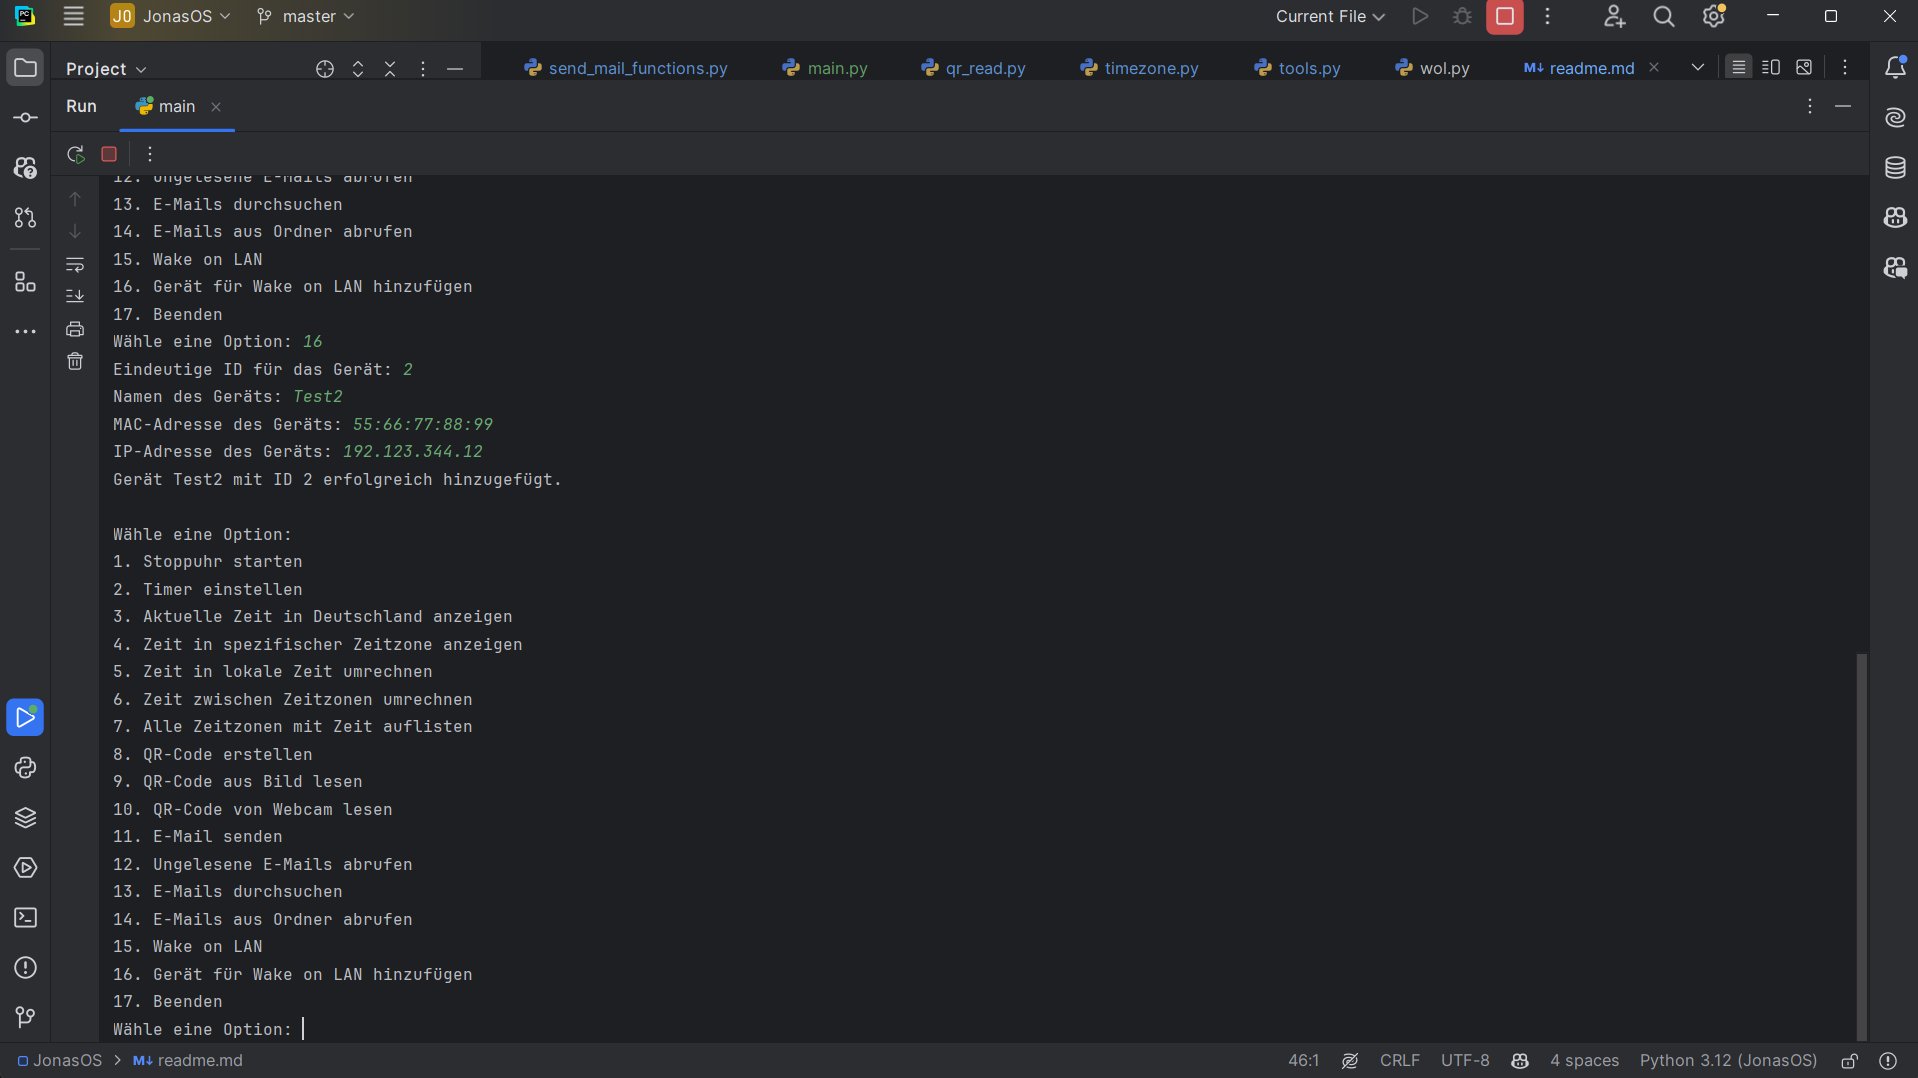 JO JonasOS master Current File
Project send_mail_functions.py main.py qr_read.py timezone.py tools.py wol.py M↓ readme.md
Run main
12. Ungelesene E-Mails abrufen
13. E-Mails durchsuchen
14. E-Mails aus Ordner abrufen
15. Wake on LAN
16. Gerät für Wake on LAN hinzufügen
17. Beenden
Wähle eine Option: 16
Eindeutige ID für das Gerät: 2
Namen des Geräts: Test2
MAC-Adresse des Geräts: 55:66:77:88:99
IP-Adresse des Geräts: 192.123.344.12
Gerät Test2 mit ID 2 erfolgreich hinzugefügt.
Wähle eine Option:
1. Stoppuhr starten
2. Timer einstellen
3. Aktuelle Zeit in Deutschland anzeigen
4. Zeit in spezifischer Zeitzone anzeigen
5. Zeit in lokale Zeit umrechnen
6. Zeit zwischen Zeitzonen umrechnen
7. Alle Zeitzonen mit Zeit auflisten
8. QR-Code erstellen
9. QR-Code aus Bild lesen
10. QR-Code von Webcam lesen
11. E-Mail senden
12. Ungelesene E-Mails abrufen
13. E-Mails durchsuchen
14. E-Mails aus Ordner abrufen
15. Wake on LAN
16. Gerät für Wake on LAN hinzufügen
17. Beenden
Wähle eine Option:
JonasOS > M↓ readme.md 46:1 CRLF UTF-8 4 spaces Python 3.12 (JonasOS)